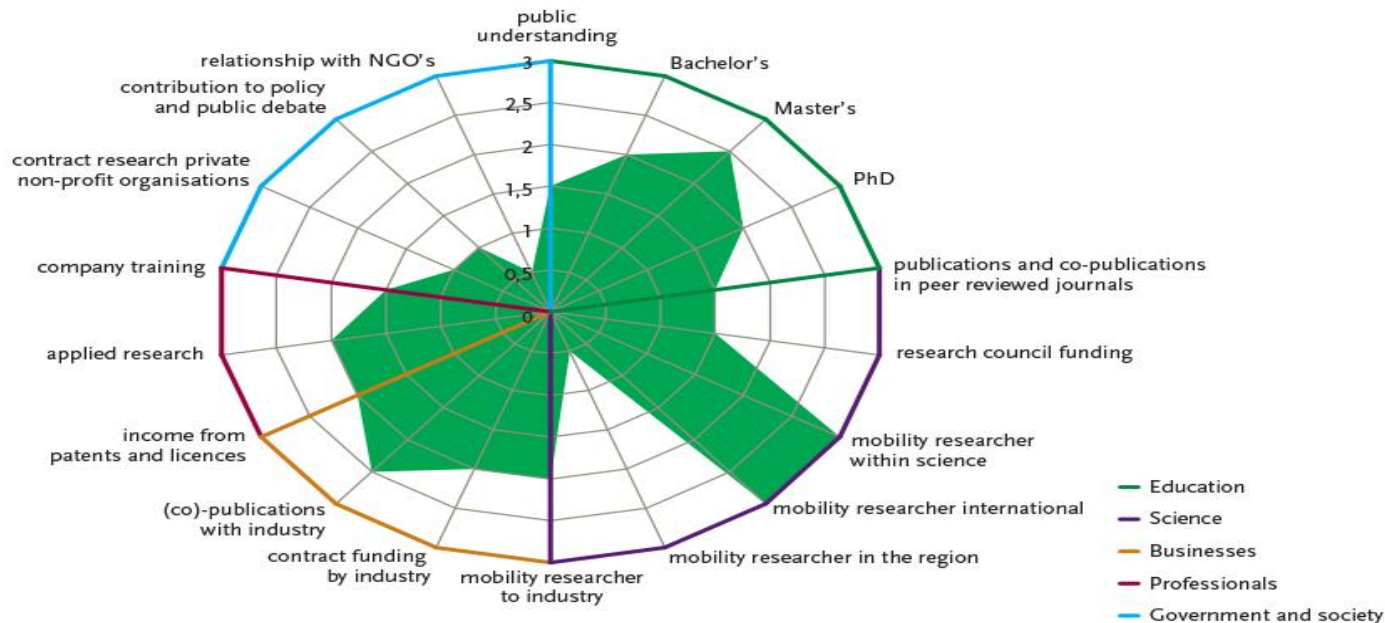 public
understanding
Bachelor's
Master's
PhD
publications and co-publications
in peer reviewed journals
research council funding
mobility researcher
within science
mobility researcher international
mobility researcher in the region
mobility researcher
to industry
contract funding
by industry
(co)-publications
with industry
income from
patents and licences
applied research
company training
contract research private
non-profit organisations
contribution to policy
and public debate
relationship with NGO's
3
2,5
2
1,5
1
0,5
0
Education
Science
Businesses
Professionals
Government and society